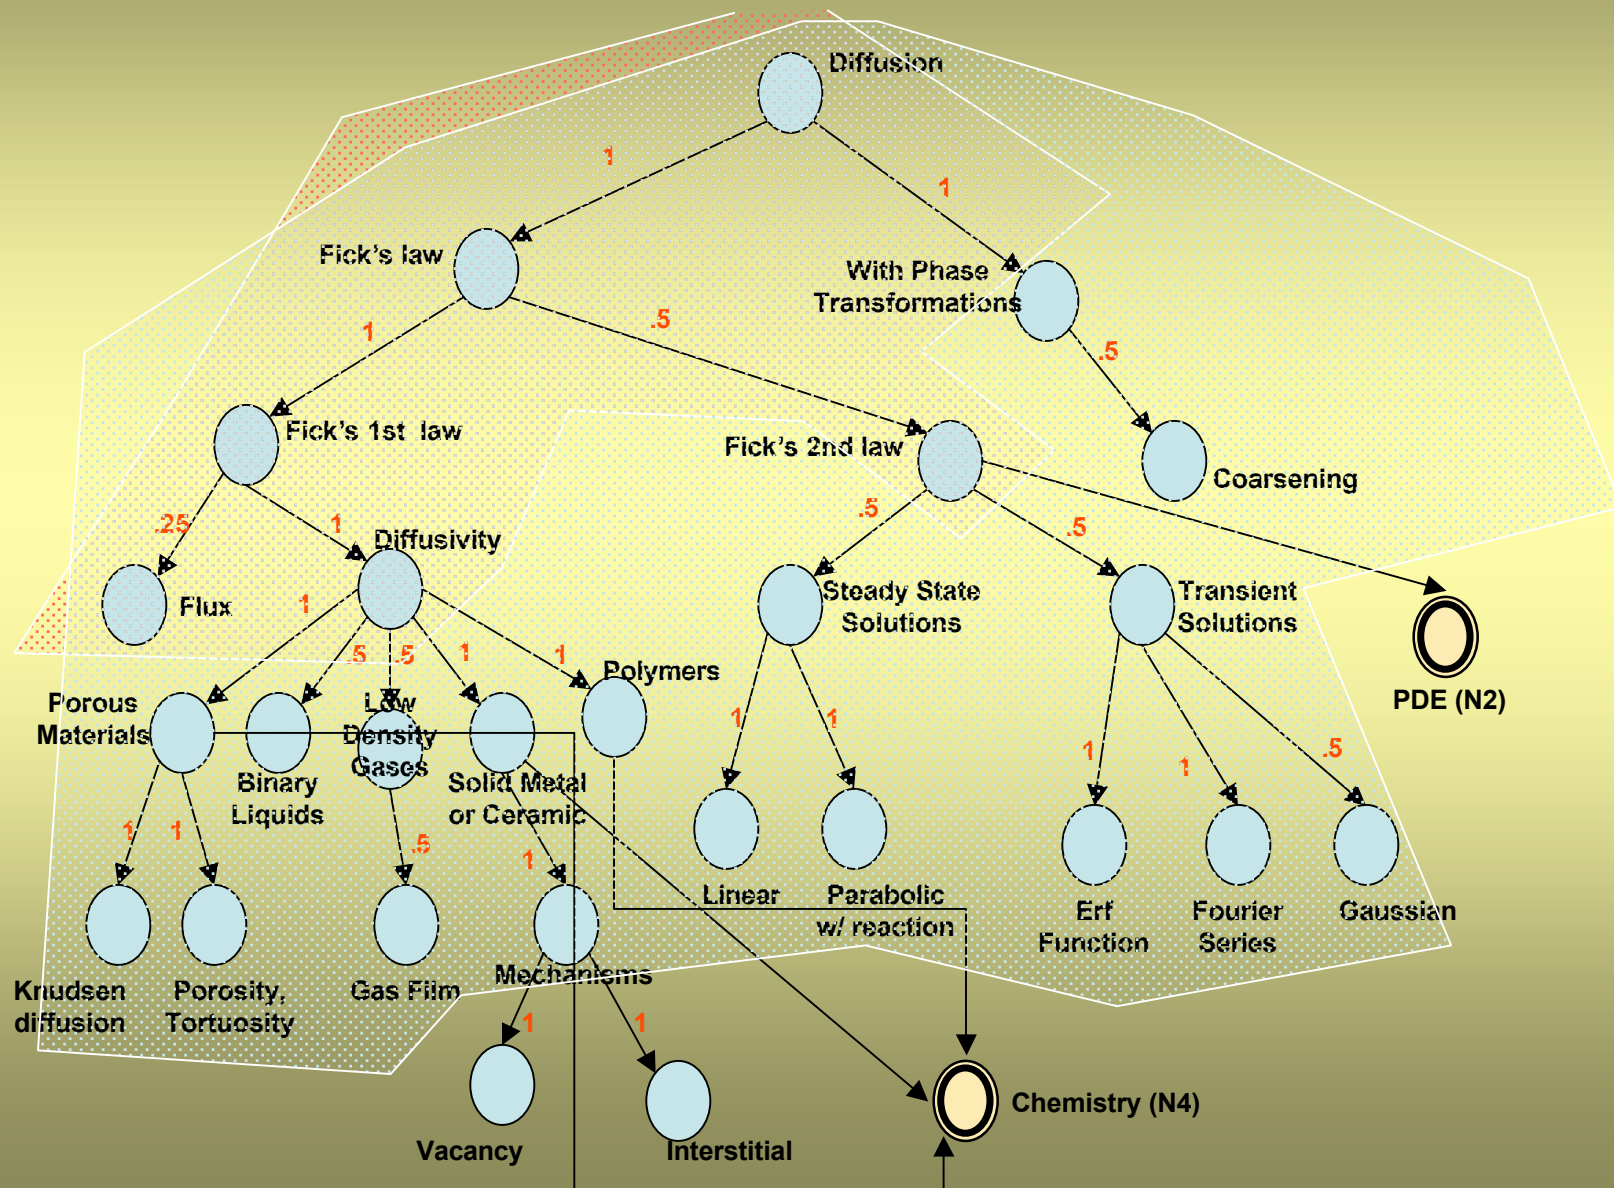 Diffusion
1
1
Fick's law
With Phase
Transformations
1
.5
.5
Fick's 1st law
Fick's 2nd law
Coarsening
.25
1
.5
.5
Diffusivity
Flux
Steady State
Solutions
Transient
Solutions
1
.5
.5
1
1
Polymers
PDE (N2)
Porous
Materials
Low
Density
Gases
Binary
Liquids
Solid Metal
or Ceramic
1
1
1
1
.5
1
1
.5
1
Linear
Parabolic
w/ reaction
Erf
Function
Fourier
Series
Gaussian
Knudsen
diffusion
Porosity,
Tortuosity
Gas Film
Mechanisms
1
1
Vacancy
Interstitial
Chemistry (N4)